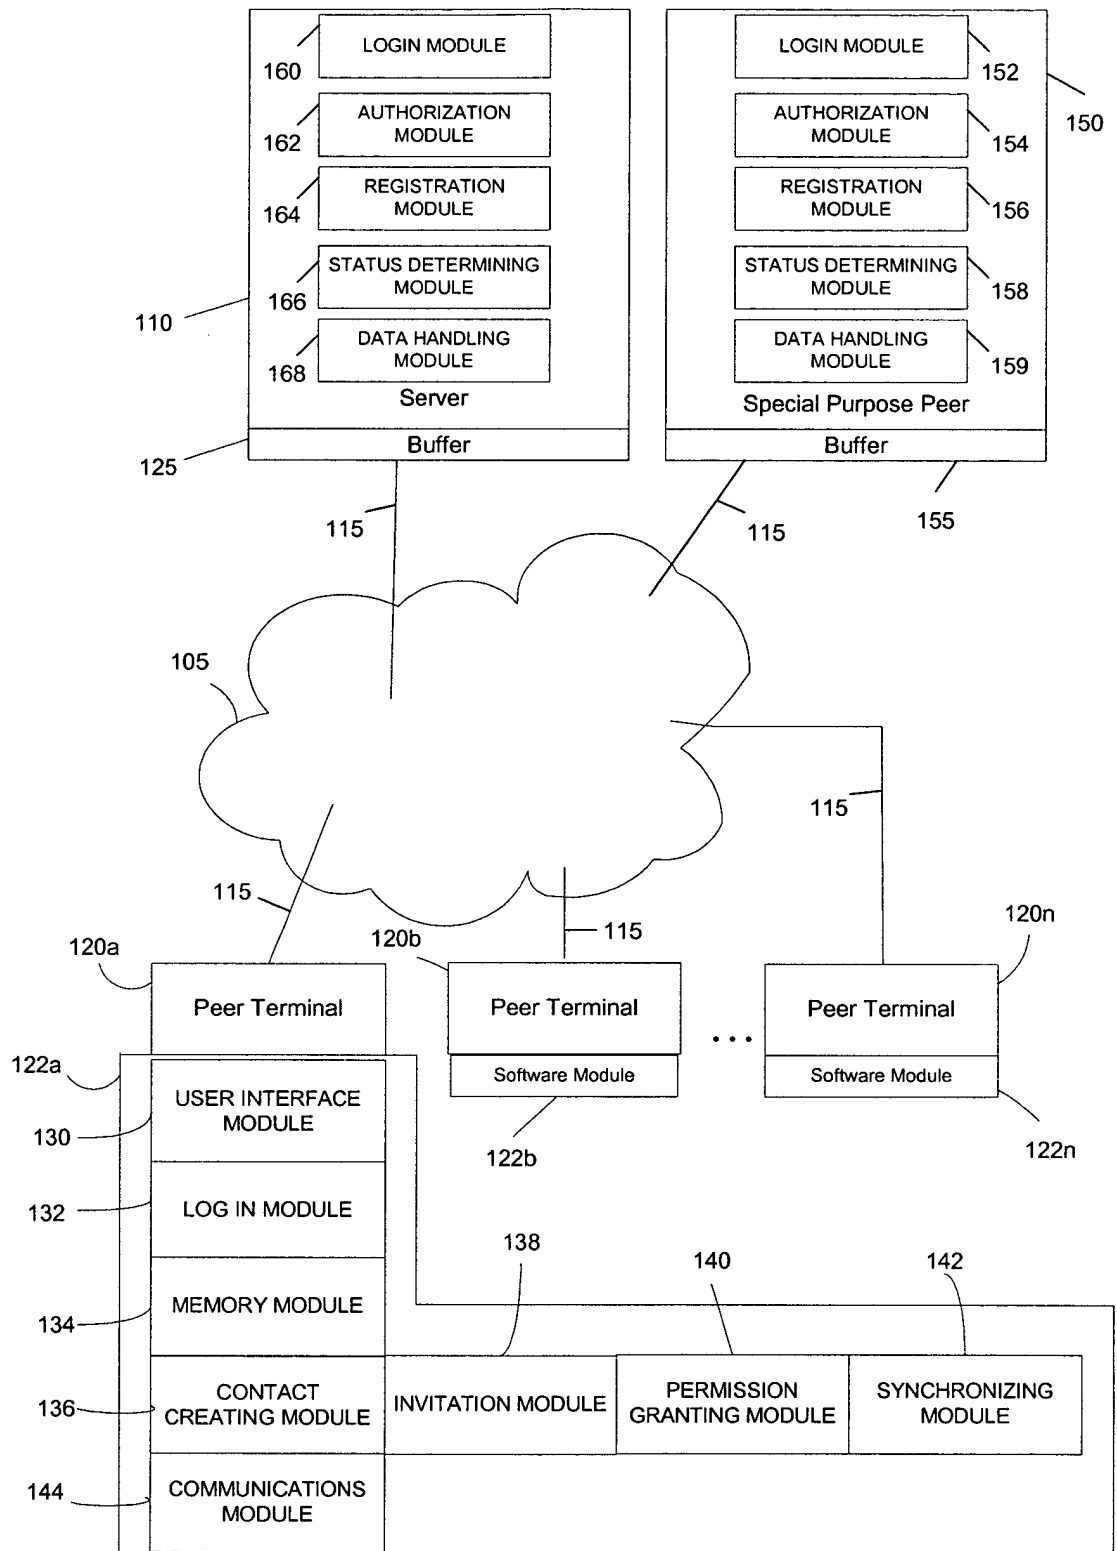 LOGIN MODULE
160
AUTHORIZATION
MODULE
162
REGISTRATION
MODULE
164
STATUS DETERMINING
MODULE
166
110
DATA HANDLING
MODULE
168
Server
Buffer
125
115
LOGIN MODULE
152
150
AUTHORIZATION
MODULE
154
REGISTRATION
MODULE
156
STATUS DETERMINING
MODULE
158
DATA HANDLING
MODULE
159
Special Purpose Peer
Buffer
155
115
105
115
115
115
120a
Peer Terminal
120b
Peer Terminal
Software Module
122b
...
120n
Peer Terminal
Software Module
122n
122a
USER INTERFACE
MODULE
130
LOG IN MODULE
132
MEMORY MODULE
134
138
140
142
CONTACT
CREATING MODULE
136
INVITATION MODULE
PERMISSION
GRANTING MODULE
SYNCHRONIZING
MODULE
COMMUNICATIONS
MODULE
144